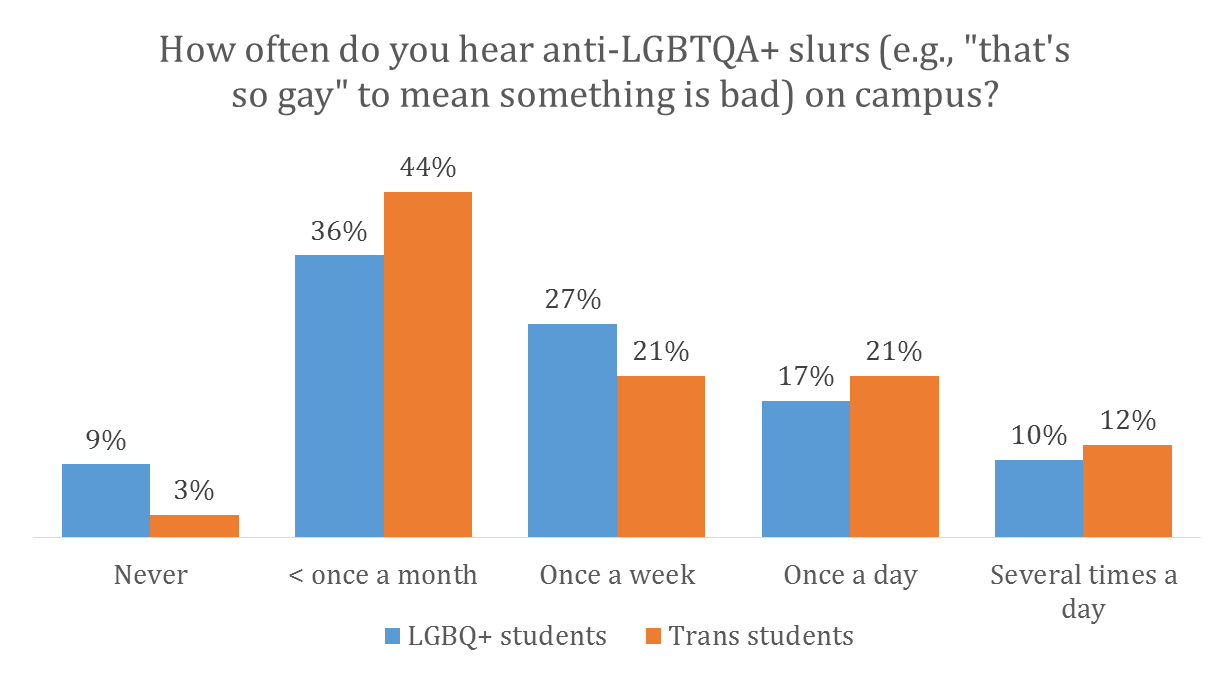 How often do you hear anti-LGBTQA+ slurs (e.g., "that's
so gay" to mean something is bad) on campus?
44%
36%
27%
21%
17%
21%
9%
3%
10%
12%
Never
< once a month
Once a week
Once a day
Several times a
day
LGBQ+ students
Trans students